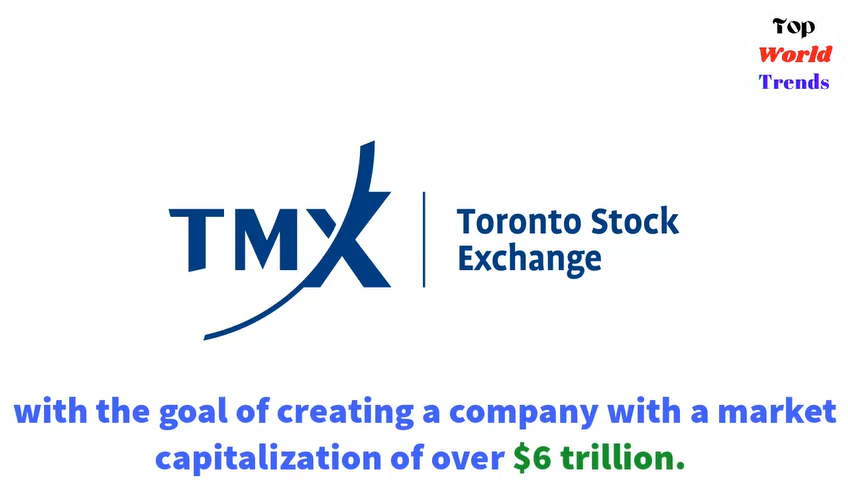 Top
World
Trends
TMX
Toronto Stock
Exchange
with the goal of creating a company with a market
capitalization of over $6 trillion.